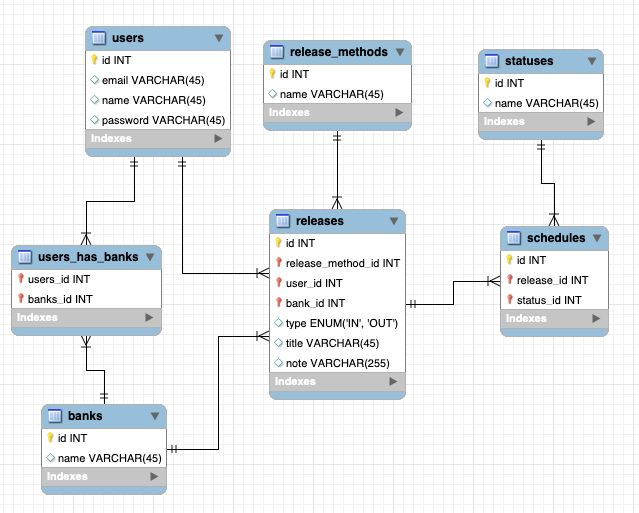 users
id INT
email VARCHAR(45)
name VARCHAR(45)
password VARCHAR(45)
Indexes
release_methods
id INT
name VARCHAR(45)
Indexes
statuses
id INT
name VARCHAR(45)
Indexes
users_has_banks
users_id INT
banks_id INT
Indexes
releases
id INT
release_method_id INT
user_id INT
bank_id INT
type ENUM('IN', 'OUT')
title VARCHAR(45)
note VARCHAR(255)
Indexes
schedules
id INT
release_id INT
status_id INT
Indexes
banks
id INT
name VARCHAR(45)
Indexes